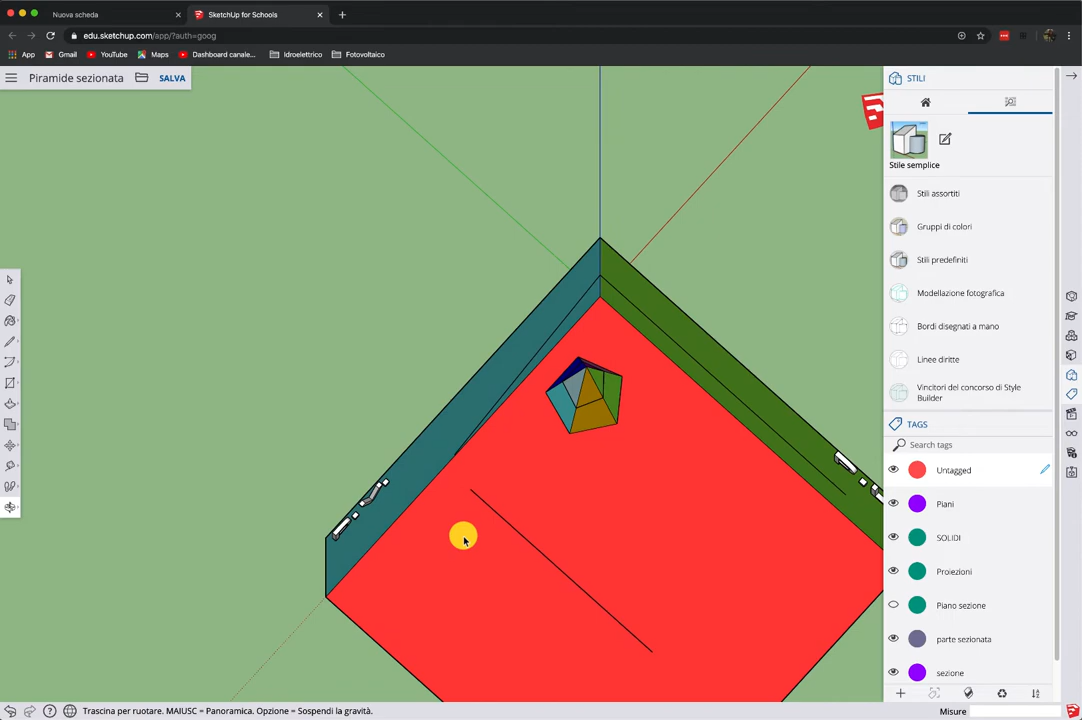 Nuova scheda
SketchUp for Schools
edu.sketchup.com/app/?auth=goog
App Gmail YouTube Maps Dashboard canale... Idroelettrico Fotovoltaico
Piramide sezionata SALVA
STILI
Stile semplice
Stili assortiti
Gruppi di colori
Stili predefiniti
Modellazione fotografica
Bordi disegnati a mano
Linee diritte
Vincitori del concorso di Style
Builder
TAGS
Search tags
Untagged
Piani
SOLIDI
Proiezioni
Piano sezione
parte sezionata
sezione
Trascina per ruotare. MAIUSC = Panoramica. Opzione = Sospendi la gravità.
Misure